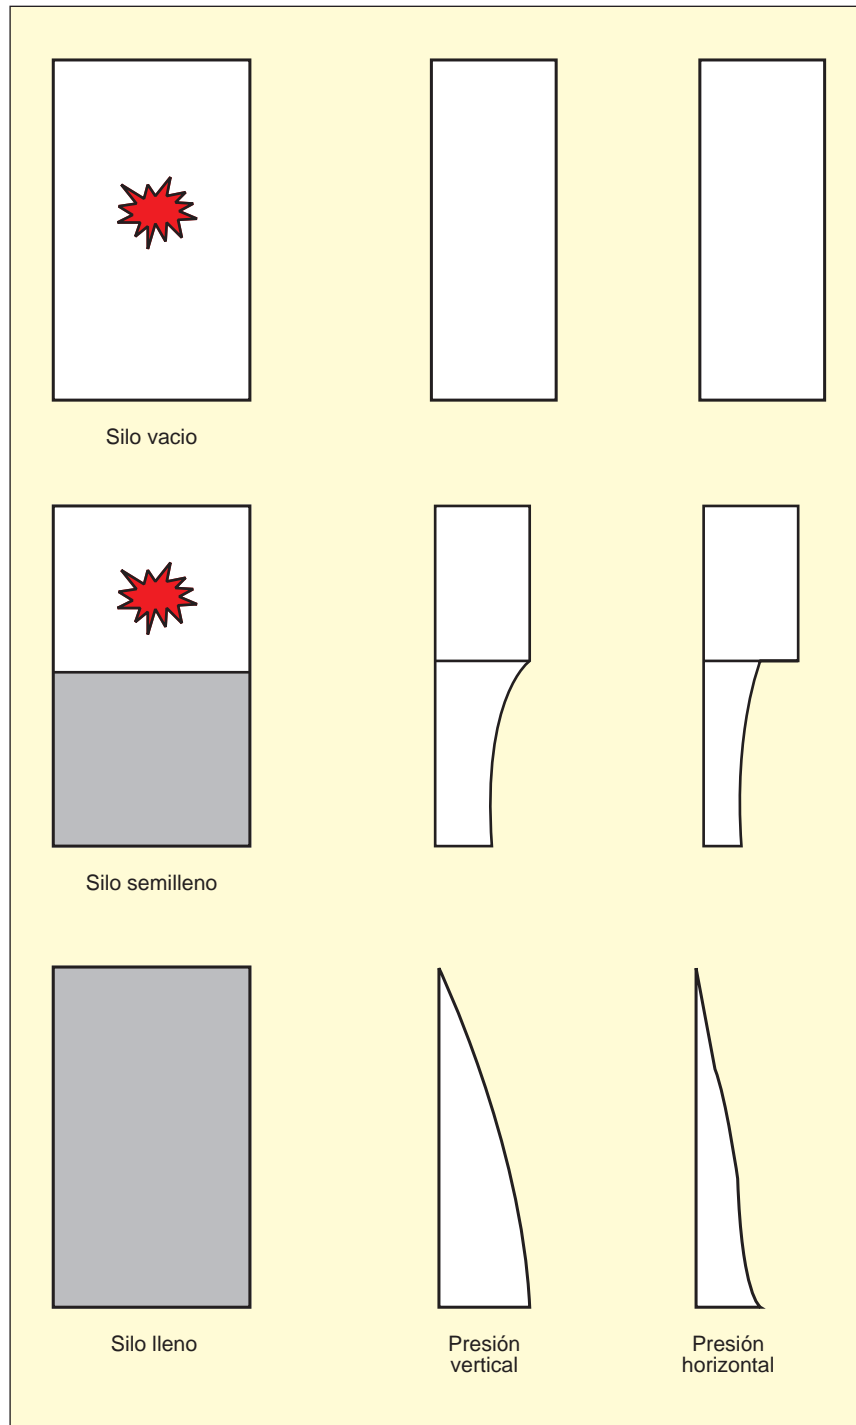 Silo vacio
Silo semilleno
Silo lleno
Presión
vertical
Presión
horizontal